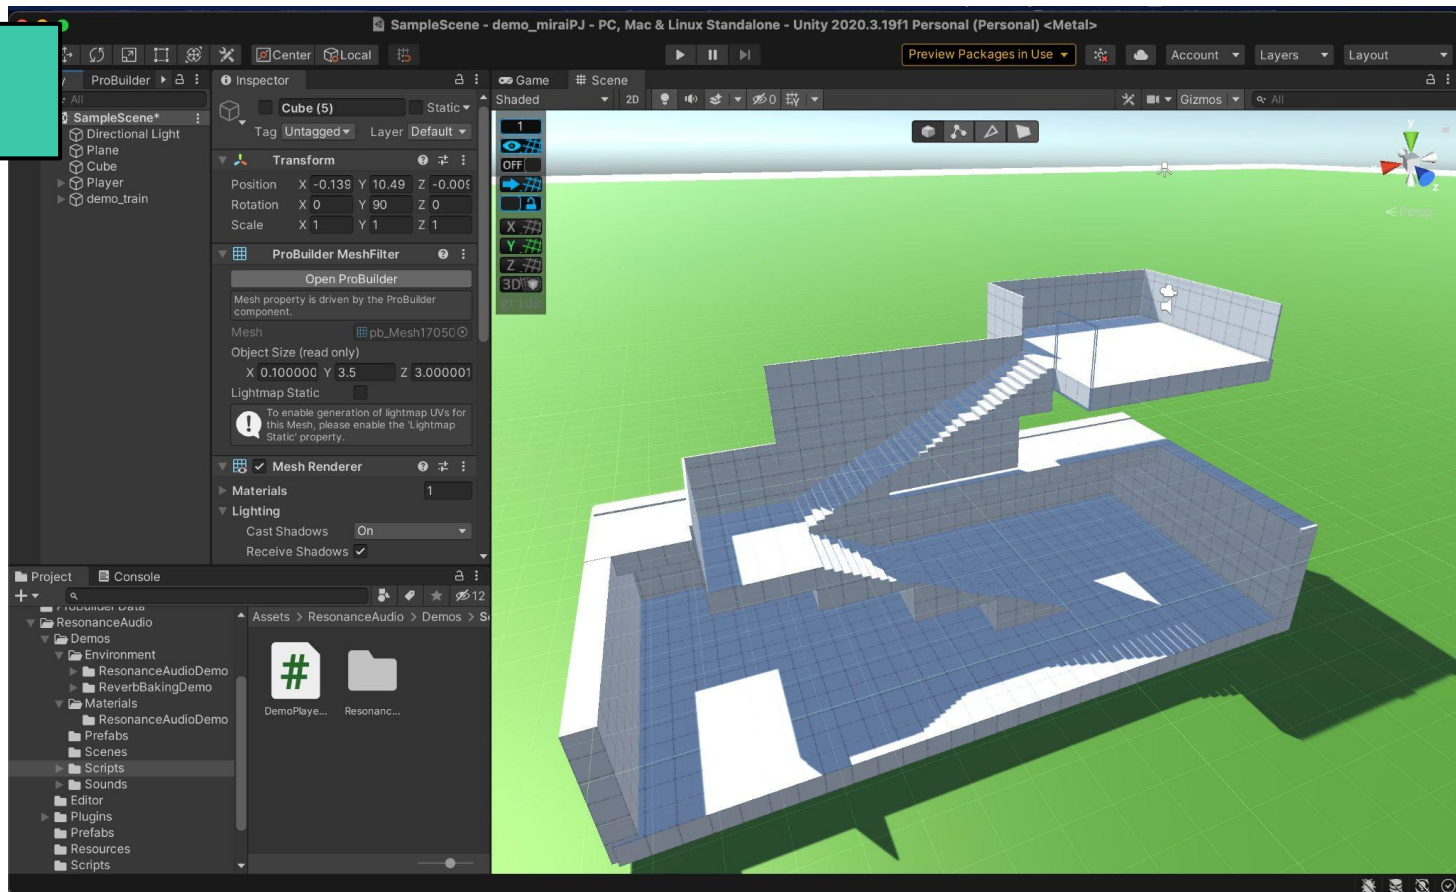 SampleScene - demo_miraiPJ - PC, Mac & Linux Standalone - Unity 2020.3.19f1 Personal (Personal) <Metal>
Center Local
Preview Packages in Use
Account
Layers
Layout
ProBuilder
All
SampleScene*
Directional Light
Plane
Cube
Player
demo_train
Inspector
Cube (5)
Static
Tag Untagged Layer Default
Transform
Position X -0.139 Y 10.49 Z -0.009
Rotation X 0 Y 90 Z 0
Scale X 1 Y 1 Z 1
ProBuilder MeshFilter
Open ProBuilder
Mesh property is driven by the ProBuilder
component.
Mesh pb_Mesh17050
Object Size (read only)
X 0.100000 Y 3.5 Z 3.000001
Lightmap Static
To enable generation of lightmap UVs for
this Mesh, please enable the 'Lightmap
Static' property.
Mesh Renderer
Materials 1
Lighting
Cast Shadows On
Receive Shadows
Game # Scene
Shaded 2D 0 Gizmos All
1
OFF
X
Y
Z
3D
grids
y
z
Persp
Project Console
12
ProBuilder Data
ResonanceAudio
Demos
Environment
ResonanceAudioDemo
ReverbBakingDemo
Materials
ResonanceAudioDemo
Prefabs
Scenes
Scripts
Sounds
Editor
Plugins
Prefabs
Resources
Scripts
Assets > ResonanceAudio > Demos > S
#
DemoPlaye... Resonanc...